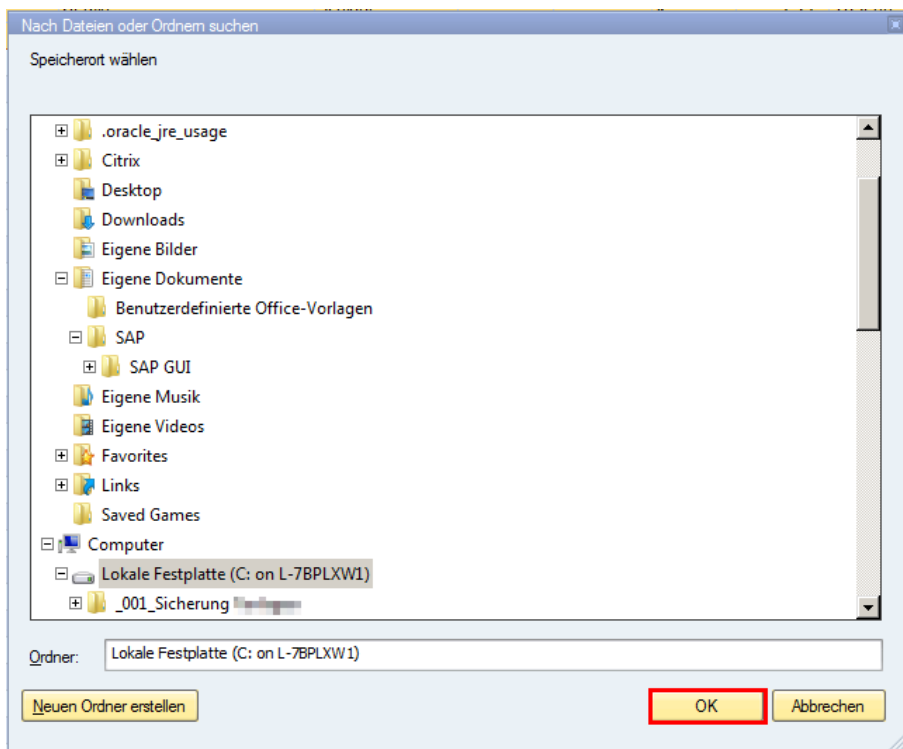 Nach Dateien oder Ordnern suchen
Speicherort wählen
.oracle_jre_usage
Citrix
Desktop
Downloads
Eigene Bilder
Eigene Dokumente
Benutzerdefinierte Office-Vorlagen
SAP
SAP GUI
Eigene Musik
Eigene Videos
Favorites
Links
Saved Games
Computer
Lokale Festplatte (C: on L-7BPLXW1)
_001_Sicherung
Ordner: Lokale Festplatte (C: on L-7BPLXW1)
Neuen Ordner erstellen OK Abbrechen